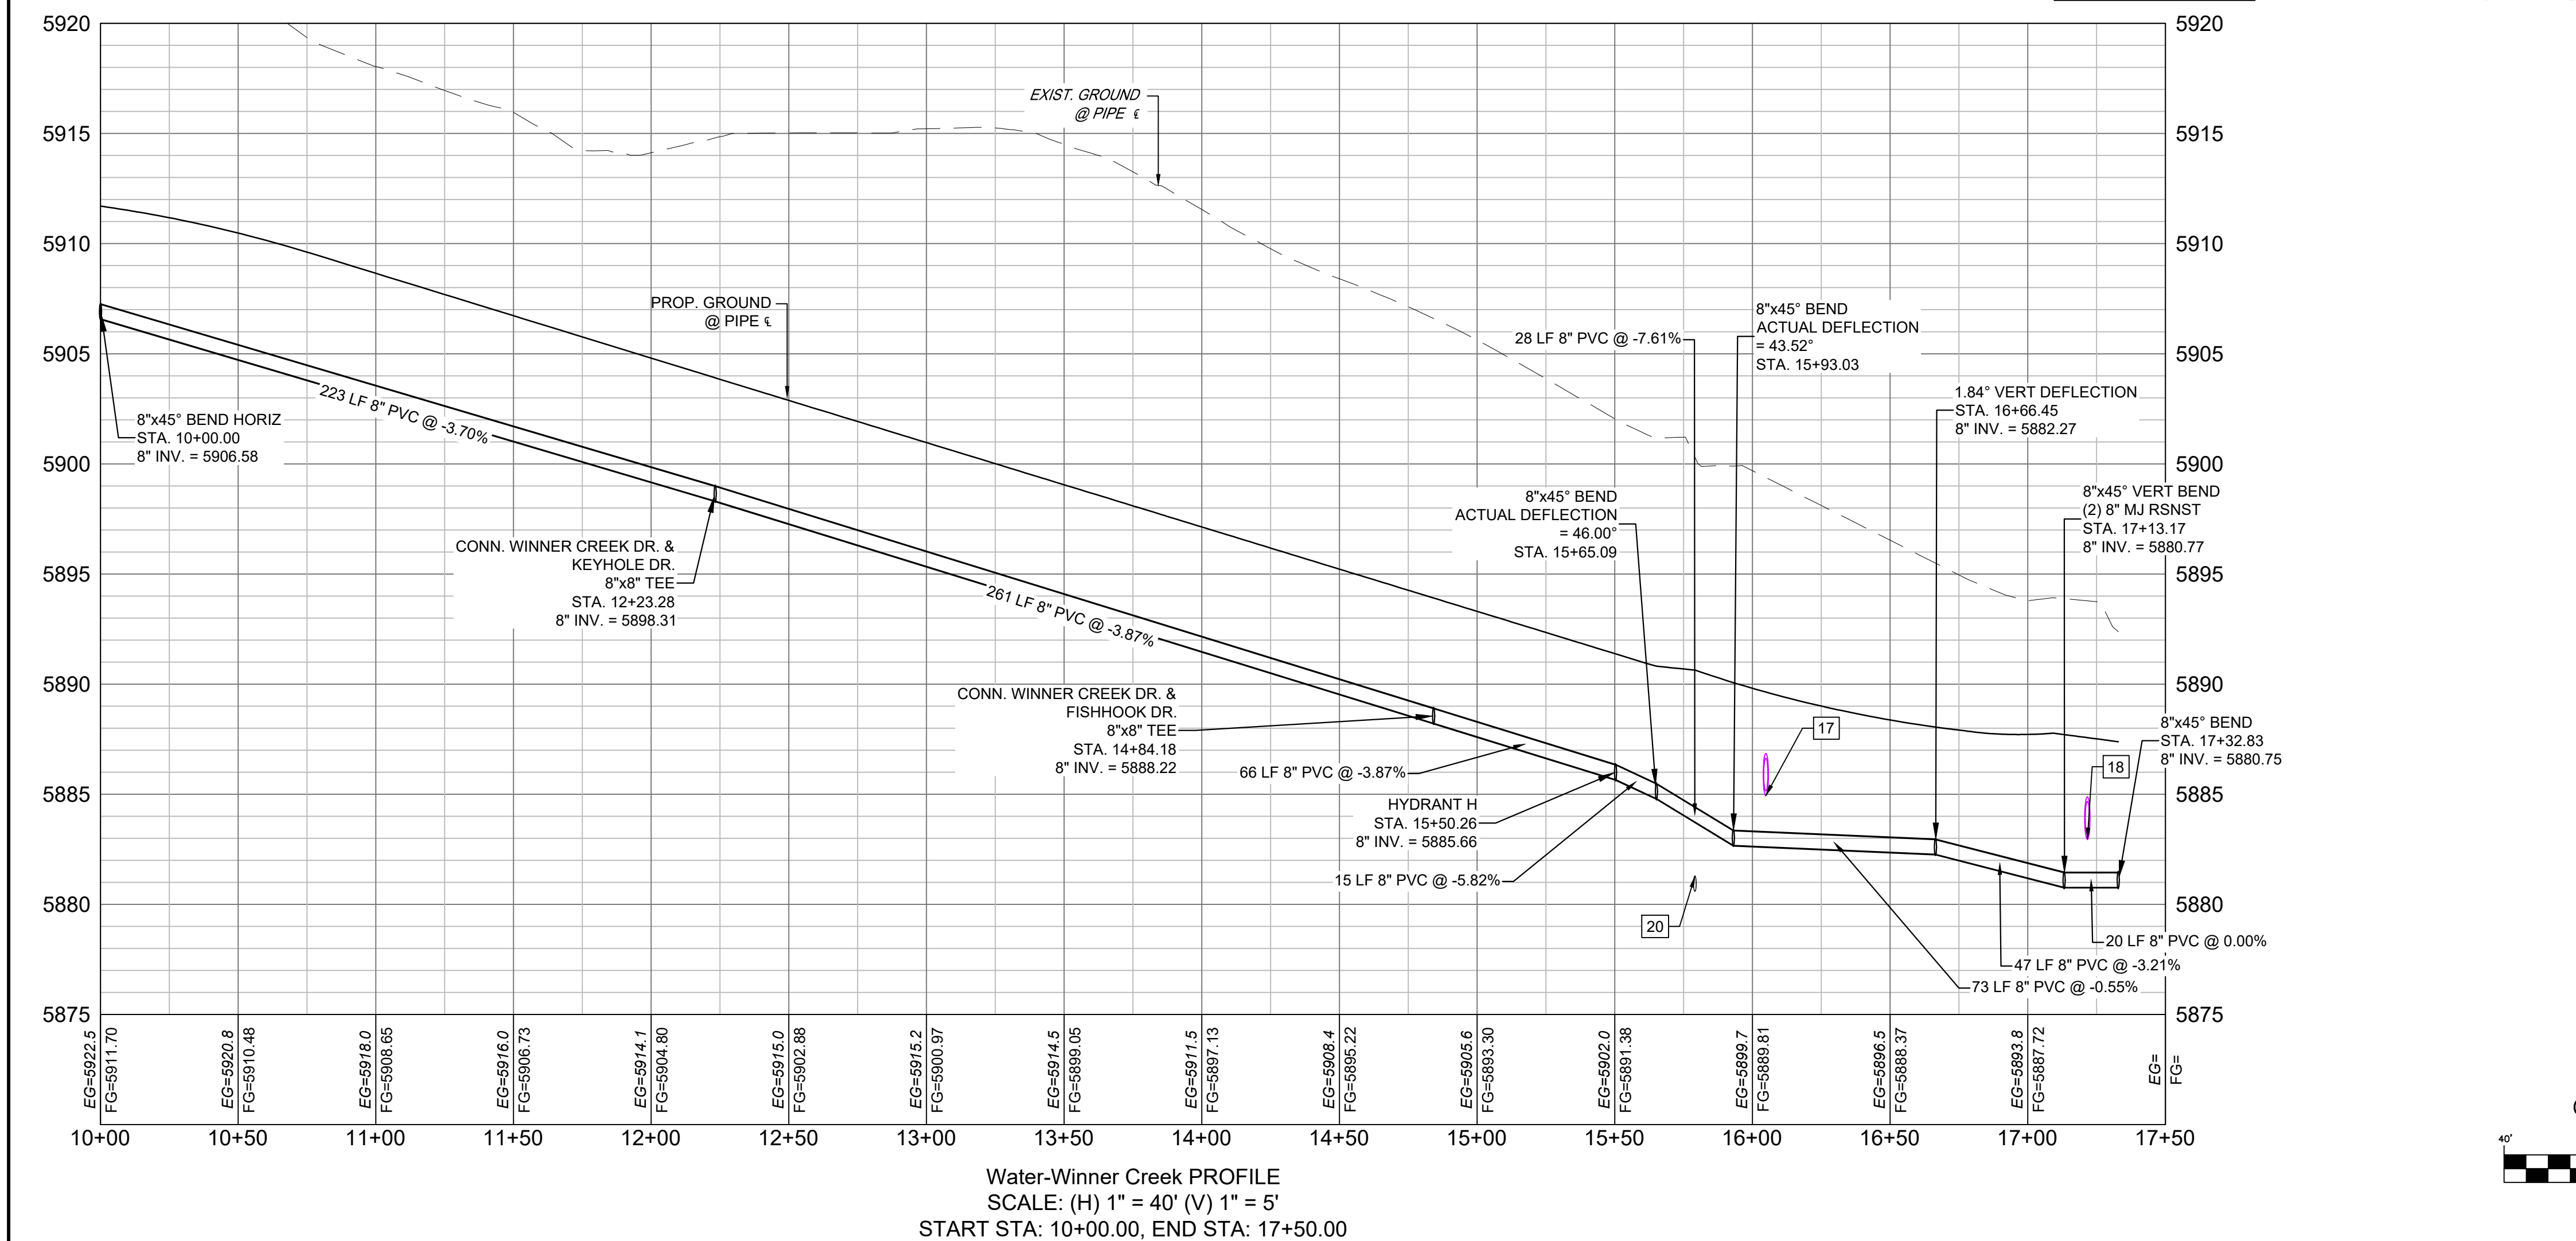 5920
5915
5910
5905
5900
5895
5890
5885
5880
5875
5920
5915
5910
5905
5900
5895
5890
5885
5880
5875
EXIST. GROUND
@ PIPE ℄
PROP. GROUND
@ PIPE ℄
8"x45° BEND HORIZ
STA. 10+00.00
8" INV. = 5906.58
223 LF 8" PVC @ -3.70%
CONN. WINNER CREEK DR. &
KEYHOLE DR.
8"x8" TEE
STA. 12+23.28
8" INV. = 5898.31
261 LF 8" PVC @ -3.87%
CONN. WINNER CREEK DR. &
FISHHOOK DR.
8"x8" TEE
STA. 14+84.18
8" INV. = 5888.22
66 LF 8" PVC @ -3.87%
HYDRANT H
STA. 15+50.26
8" INV. = 5885.66
15 LF 8" PVC @ -5.82%
8"x45° BEND
ACTUAL DEFLECTION
= 46.00°
STA. 15+65.09
28 LF 8" PVC @ -7.61%
8"x45° BEND
ACTUAL DEFLECTION
= 43.52°
STA. 15+93.03
1.84° VERT DEFLECTION
STA. 16+66.45
8" INV. = 5882.27
8"x45° VERT BEND
(2) 8" MJ RSNST
STA. 17+13.17
8" INV. = 5880.77
8"x45° BEND
STA. 17+32.83
8" INV. = 5880.75
17
18
20
20 LF 8" PVC @ 0.00%
47 LF 8" PVC @ -3.21%
73 LF 8" PVC @ -0.55%
EG=5922.5
FG=5911.70
EG=5920.8
FG=5910.48
EG=5918.0
FG=5908.65
EG=5916.0
FG=5906.73
EG=5914.1
FG=5904.80
EG=5915.0
FG=5902.88
EG=5915.2
FG=5900.97
EG=5914.5
FG=5899.05
EG=5911.5
FG=5897.13
EG=5908.4
FG=5895.22
EG=5905.6
FG=5893.30
EG=5902.0
FG=5891.38
EG=5899.7
FG=5889.81
EG=5896.5
FG=5888.37
EG=5893.8
FG=5887.72
EG=
FG=
10+00
10+50
11+00
11+50
12+00
12+50
13+00
13+50
14+00
14+50
15+00
15+50
16+00
16+50
17+00
17+50
Water-Winner Creek PROFILE
SCALE: (H) 1" = 40' (V) 1" = 5'
START STA: 10+00.00, END STA: 17+50.00
40'